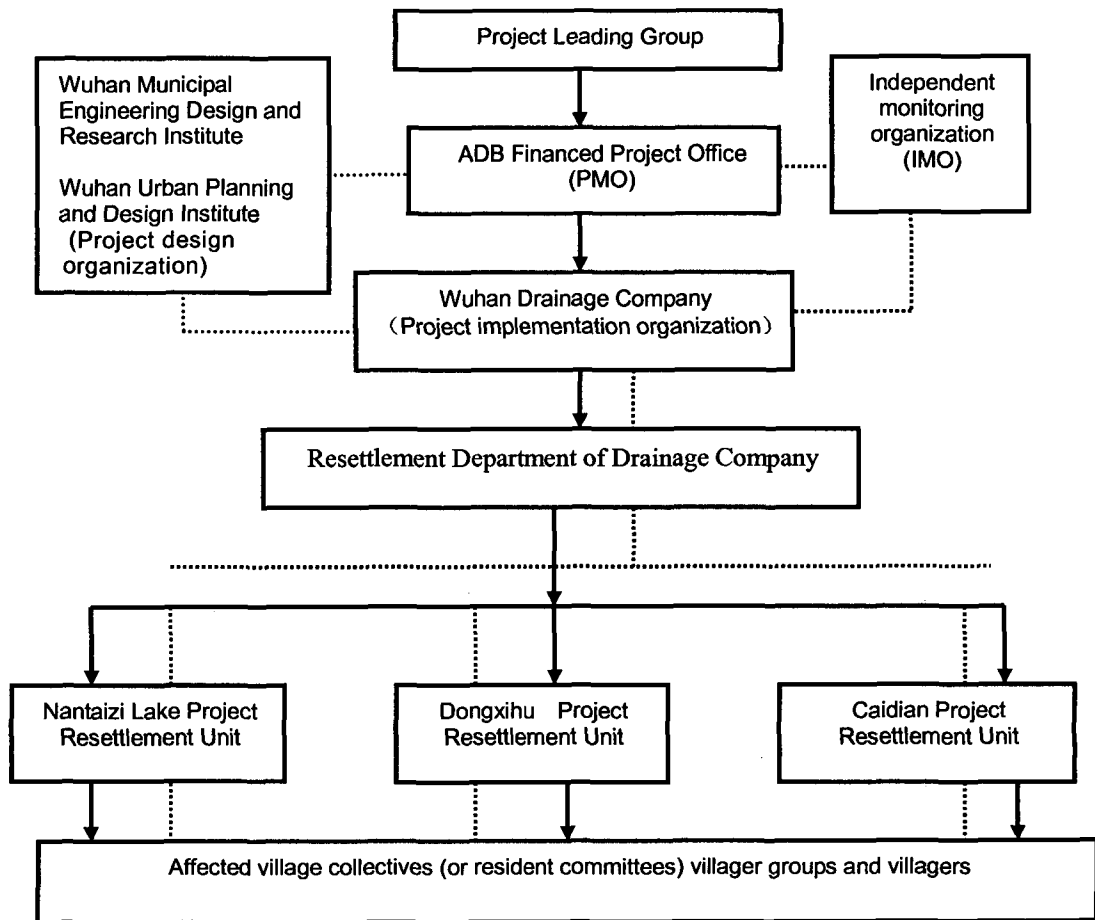 Project Leading Group
Wuhan Municipal
Engineering Design and
Research Institute
Wuhan Urban Planning
and Design Institute
(Project design
organization)
ADB Financed Project Office
(PMO)
Independent
monitoring
organization
(IMO)
Wuhan Drainage Company
（Project implementation organization）
Resettlement Department of Drainage Company
Nantaizi Lake Project
Resettlement Unit
Dongxihu Project
Resettlement Unit
Caidian Project
Resettlement Unit
Affected village collectives (or resident committees) villager groups and villagers